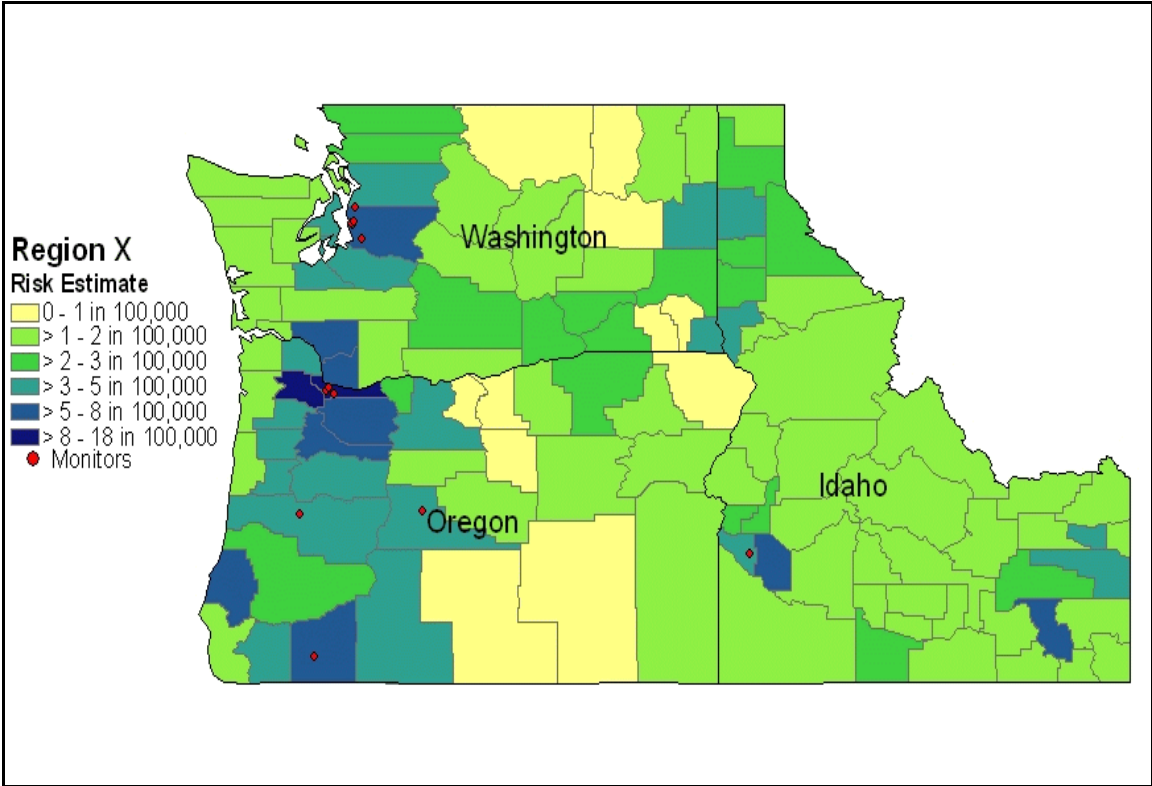 Region X
Risk Estimate
0 - 1 in 100,000
> 1 - 2 in 100,000
> 2 - 3 in 100,000
> 3 - 5 in 100,000
> 5 - 8 in 100,000
> 8 - 18 in 100,000
Monitors
Washington
Oregon
Idaho